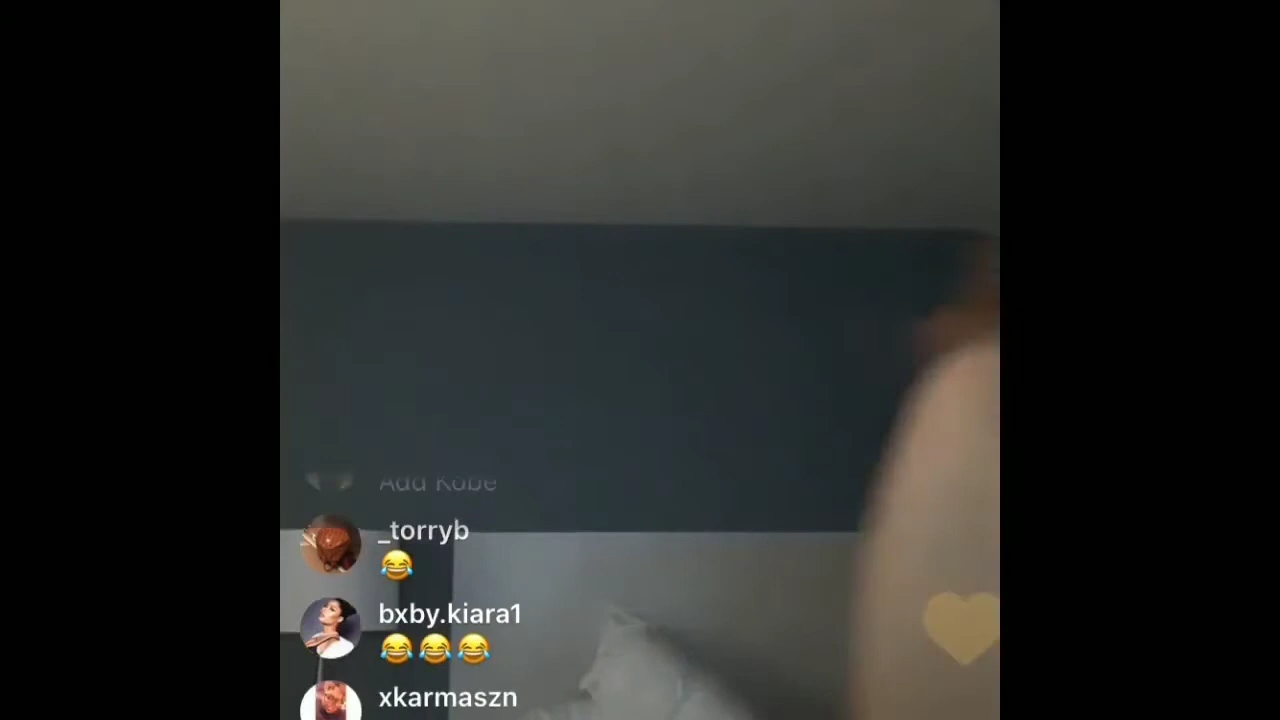 Add Kobe
_torryb
😂
bxby.kiara1
😂😂😂
xkarmaszn